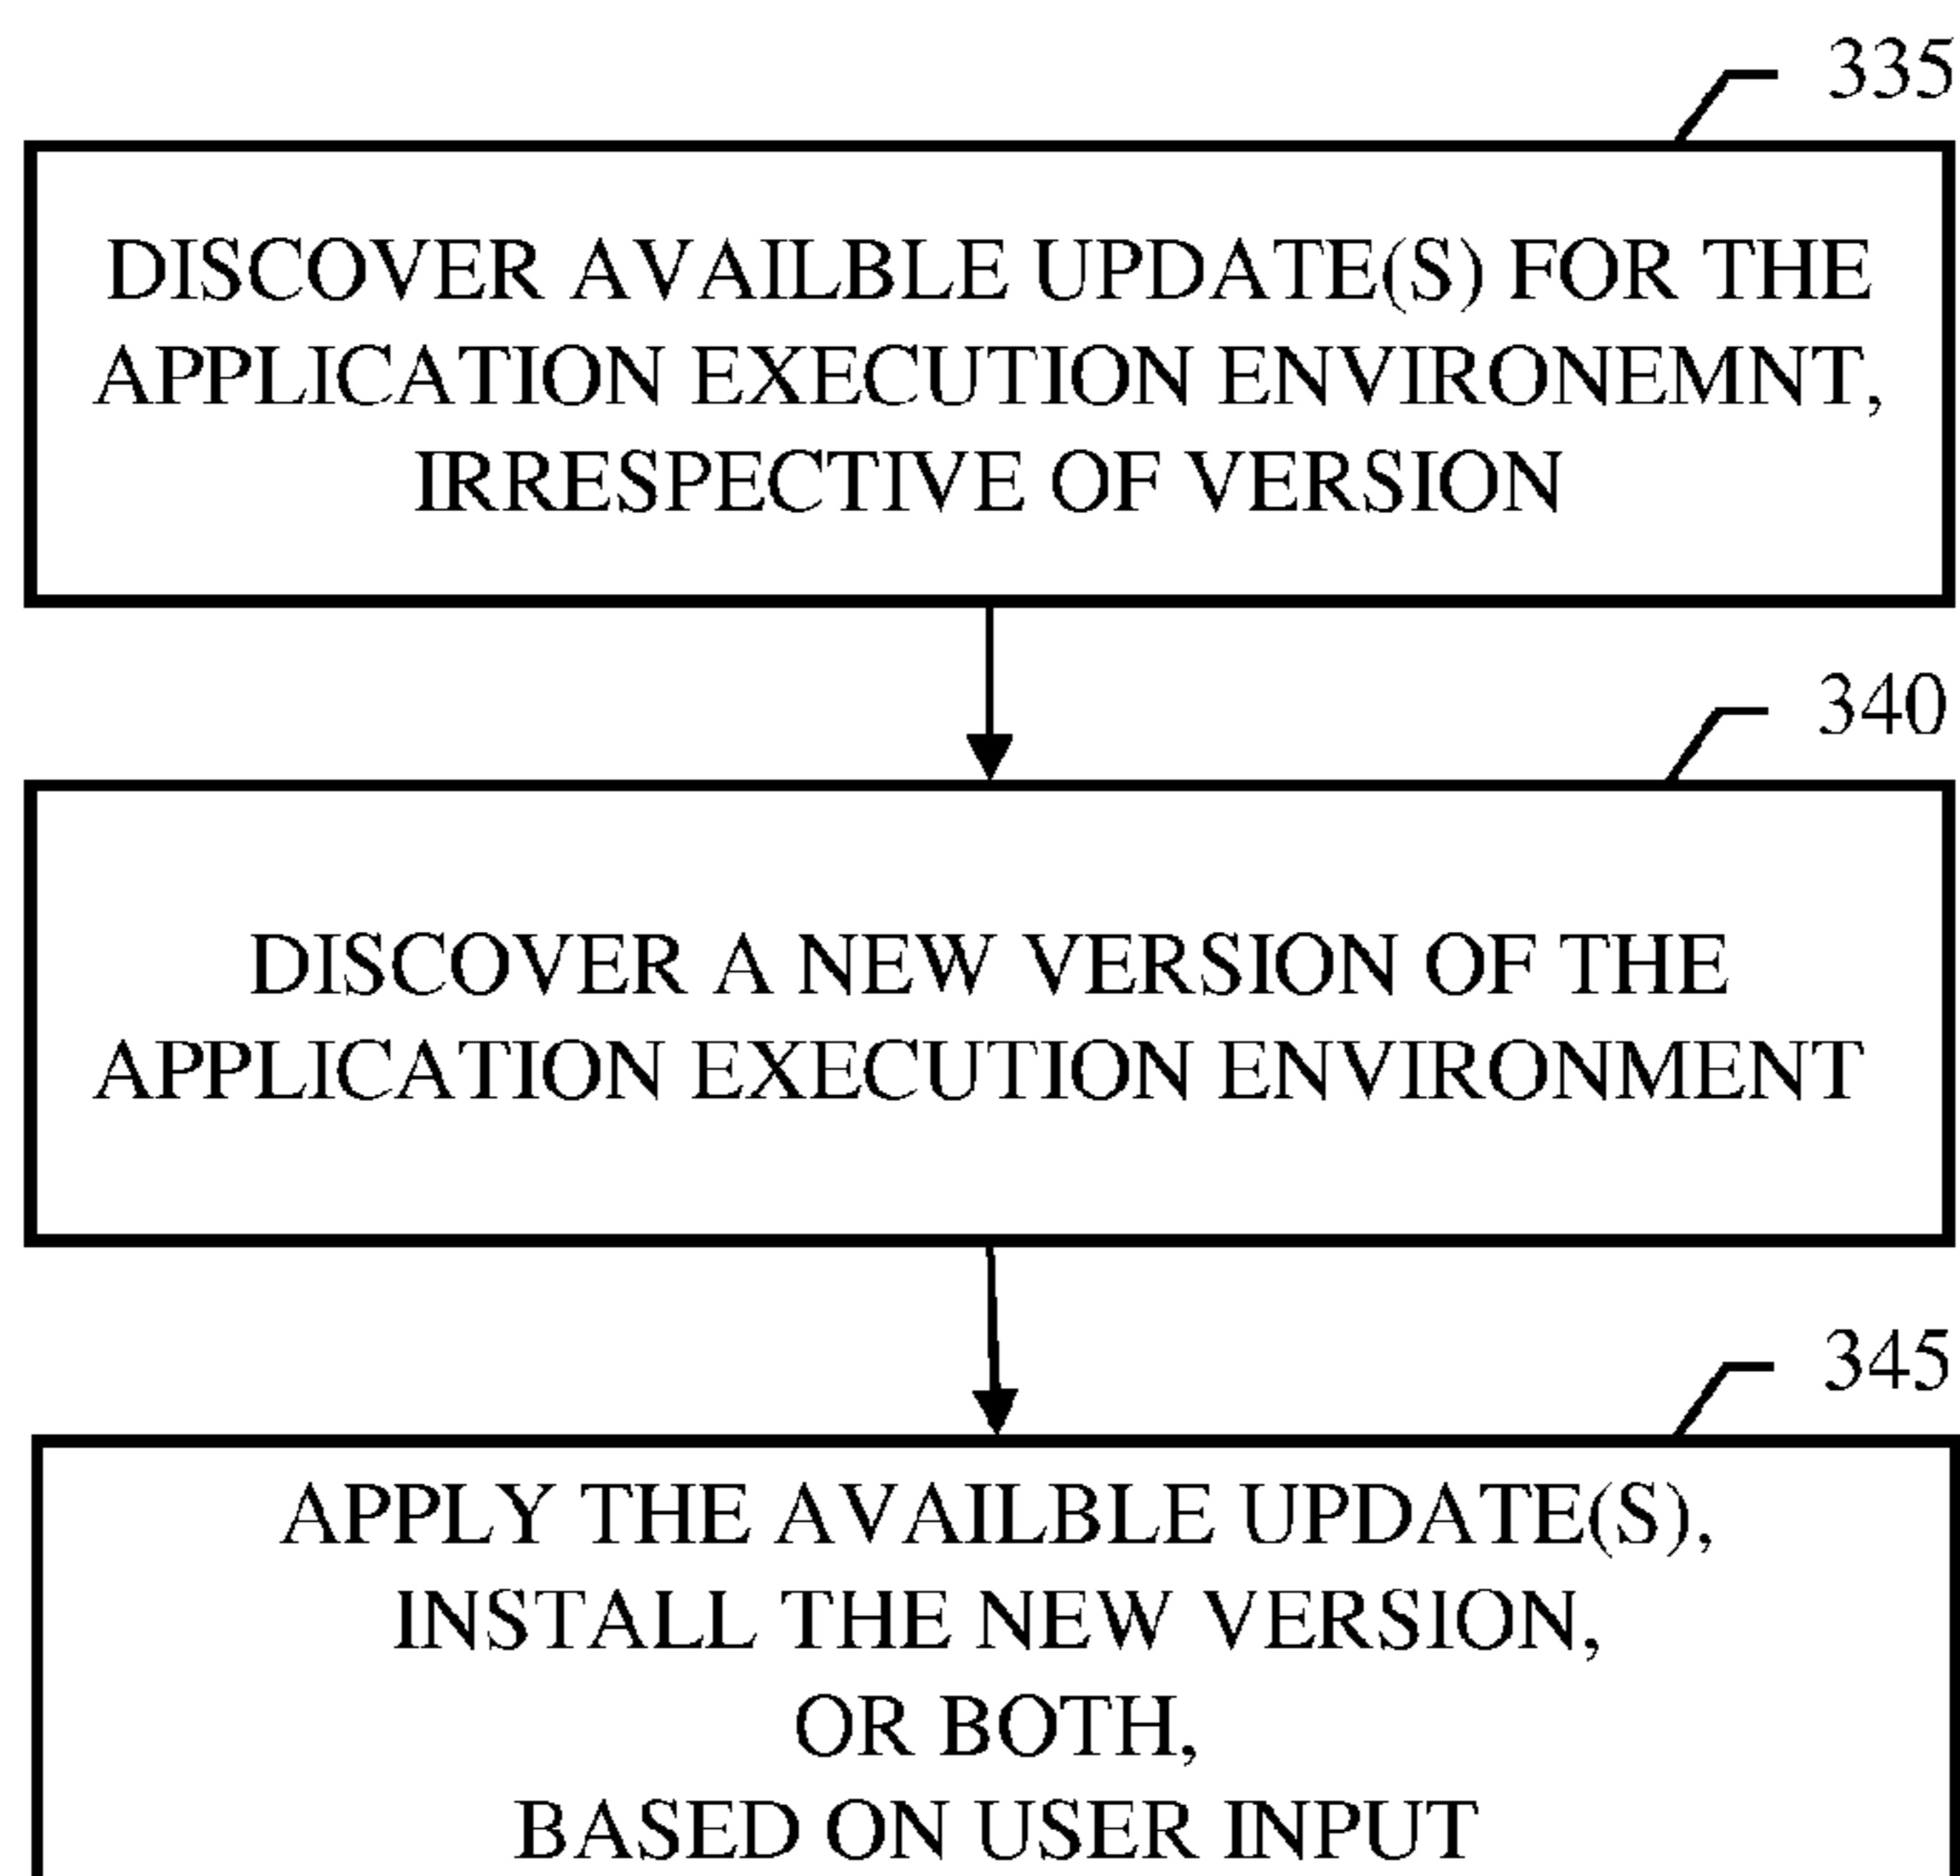 335
DISCOVER AVAILBLE UPDATE(S) FOR THE
APPLICATION EXECUTION ENVIRONEMNT,
IRRESPECTIVE OF VERSION
340
DISCOVER A NEW VERSION OF THE
APPLICATION EXECUTION ENVIRONMENT
345
APPLY THE AVAILBLE UPDATE(S),
INSTALL THE NEW VERSION,
OR BOTH,
BASED ON USER INPUT